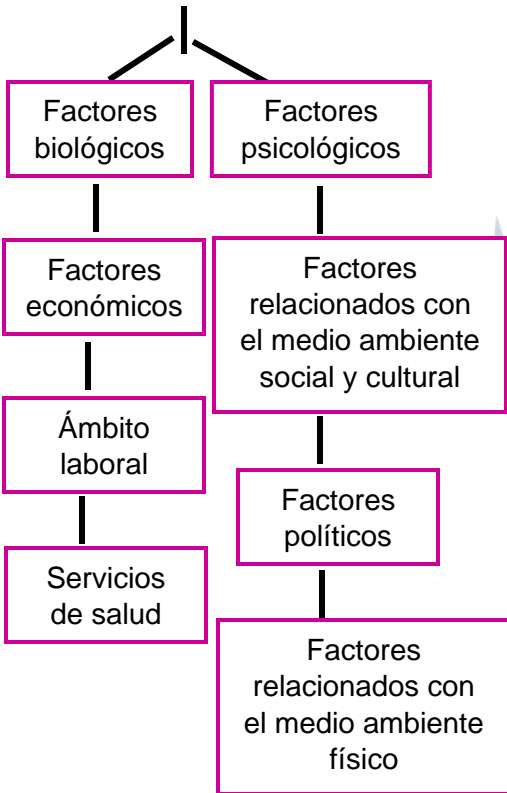 Factores
biológicos
Factores
psicológicos
Factores
económicos
Factores
relacionados con
el medio ambiente
social y cultural
Ámbito
laboral
Factores
políticos
Servicios
de salud
Factores
relacionados con
el medio ambiente
físico